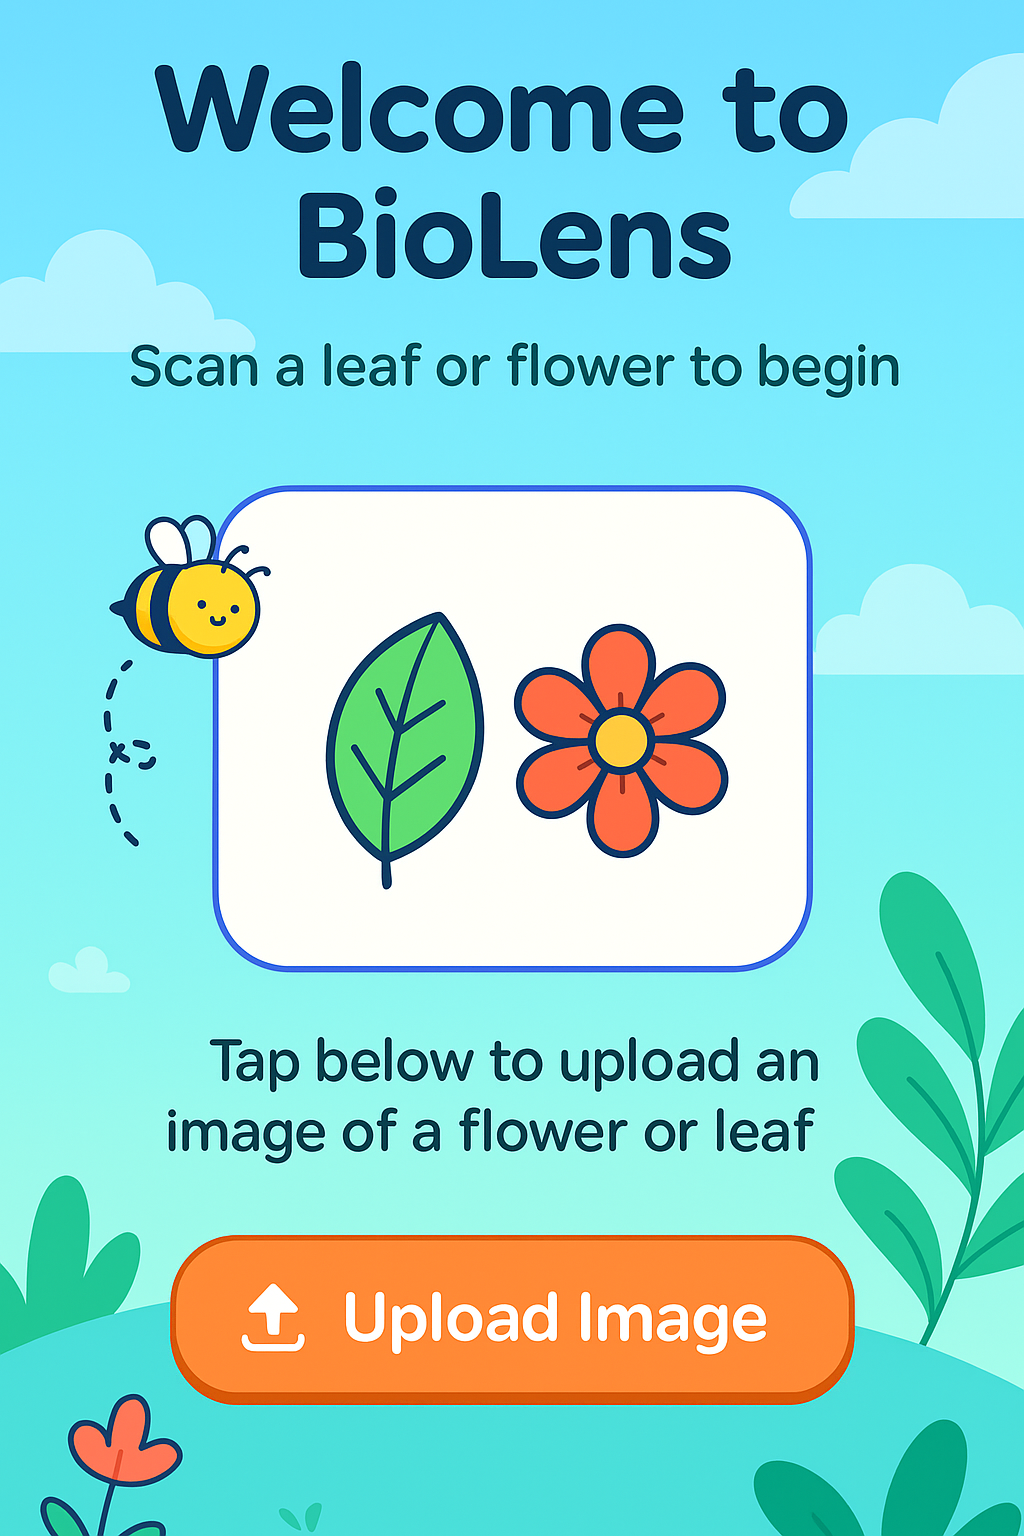 Welcome to
BioLens
Scan a leaf or flower to begin
Tap below to upload an
image of a flower or leaf
Upload Image